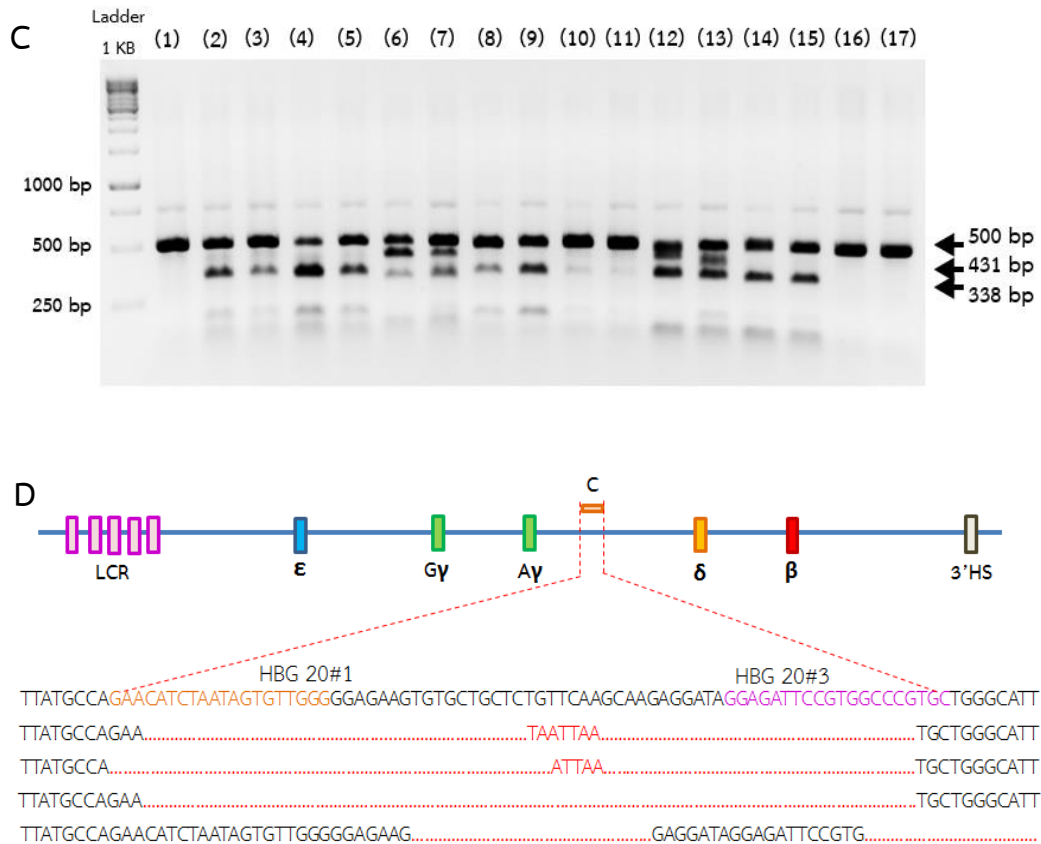 C
Ladder
1 KB (1) (2) (3) (4) (5) (6) (7) (8) (9) (10) (11) (12) (13) (14) (15) (16) (17)
1000 bp
500 bp 500 bp
431 bp
250 bp 338 bp
D
C
LCR ε Gγ Aγ δ β 3'HS
HBG 20#1 HBG 20#3
TTATGCCAGAACATCTAATAGTGTTGGGGGAGAAGTGTGCTGCTCTGTTCAAGCAAGAGGATAGGAGATTCCGTGGCCCGTGCTGGGCATT
TTATGCCAGAA TAATTAA TGCTGGGCATT
TTATGCCA ATTAA TGCTGGGCATT
TTATGCCAGAA TGCTGGGCATT
TTATGCCAGAACATCTAATAGTGTTGGGGGAGAAG GAGGATAGGAGATTCCGTG